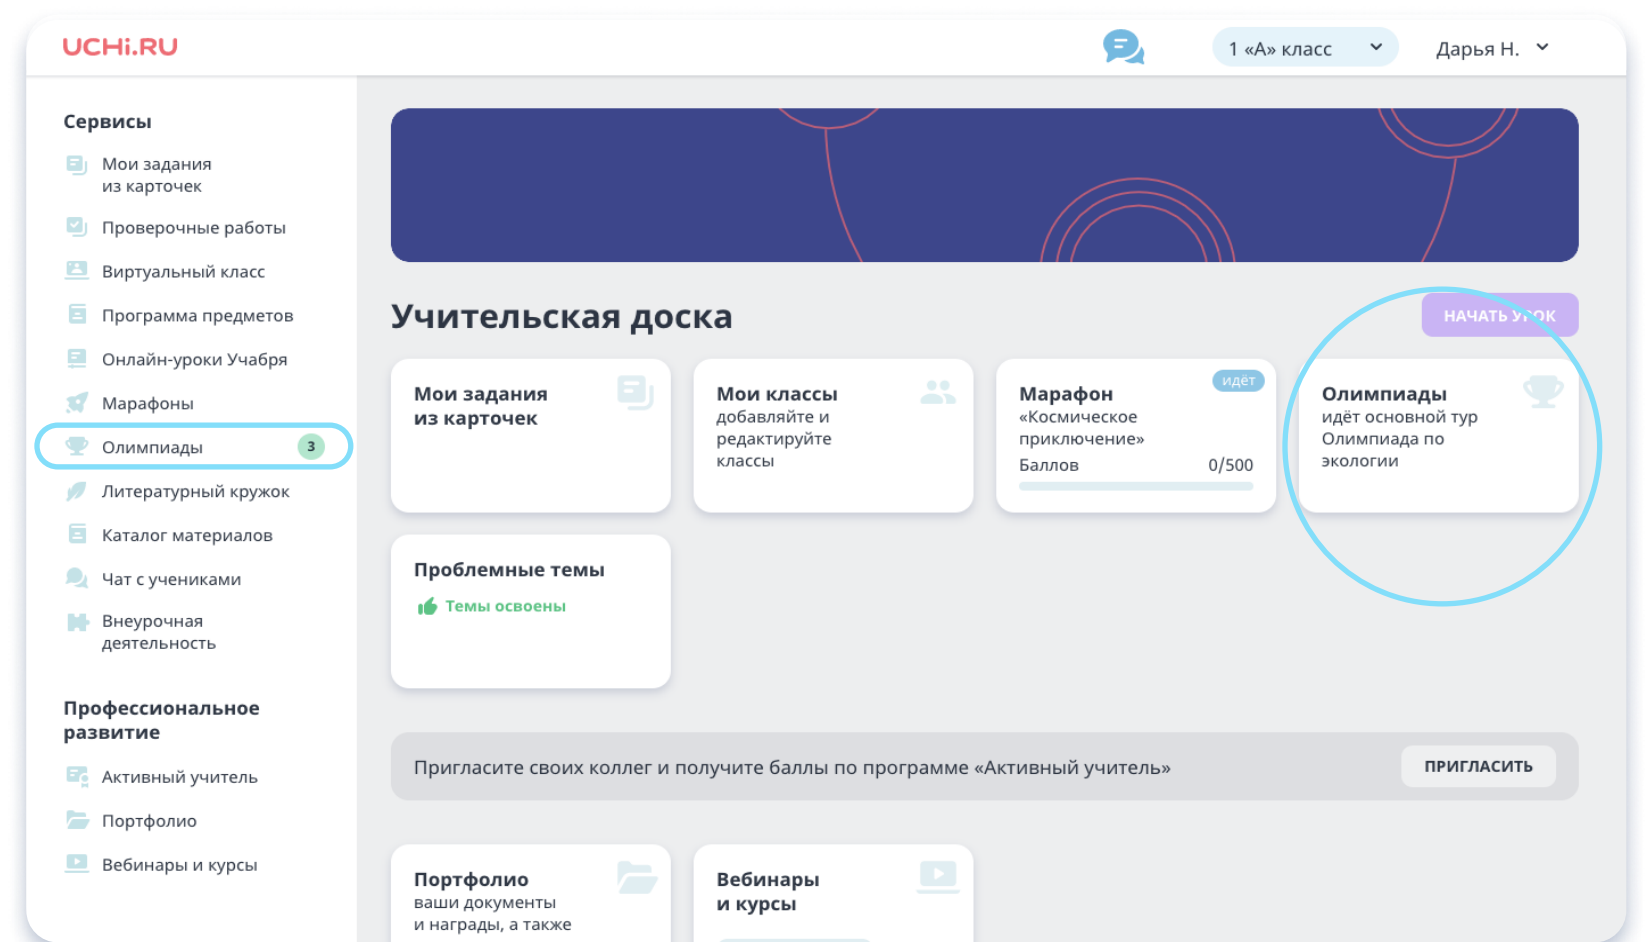 UCHi.RU
1 «А» класс
Дарья Н.
Сервисы
Мои задания
из карточек
Проверочные работы
Виртуальный класс
Программа предметов
Онлайн-уроки Учабря
Марафоны
Олимпиады 3
Литературный кружок
Каталог материалов
Чат с учениками
Внеурочная
деятельность
Профессиональное
развитие
Активный учитель
Портфолио
Вебинары и курсы
Учительская доска
НАЧАТЬ УРОК
Мои задания
из карточек
Мои классы
добавляйте и
редактируйте
классы
идёт
Марафон
«Космическое
приключение»
Баллов 0/500
Олимпиады
идёт основной тур
Олимпиада по
экологии
Проблемные темы
Темы освоены
Пригласите своих коллег и получите баллы по программе «Активный учитель»
ПРИГЛАСИТЬ
Портфолио
ваши документы
и награды, а также
Вебинары
и курсы